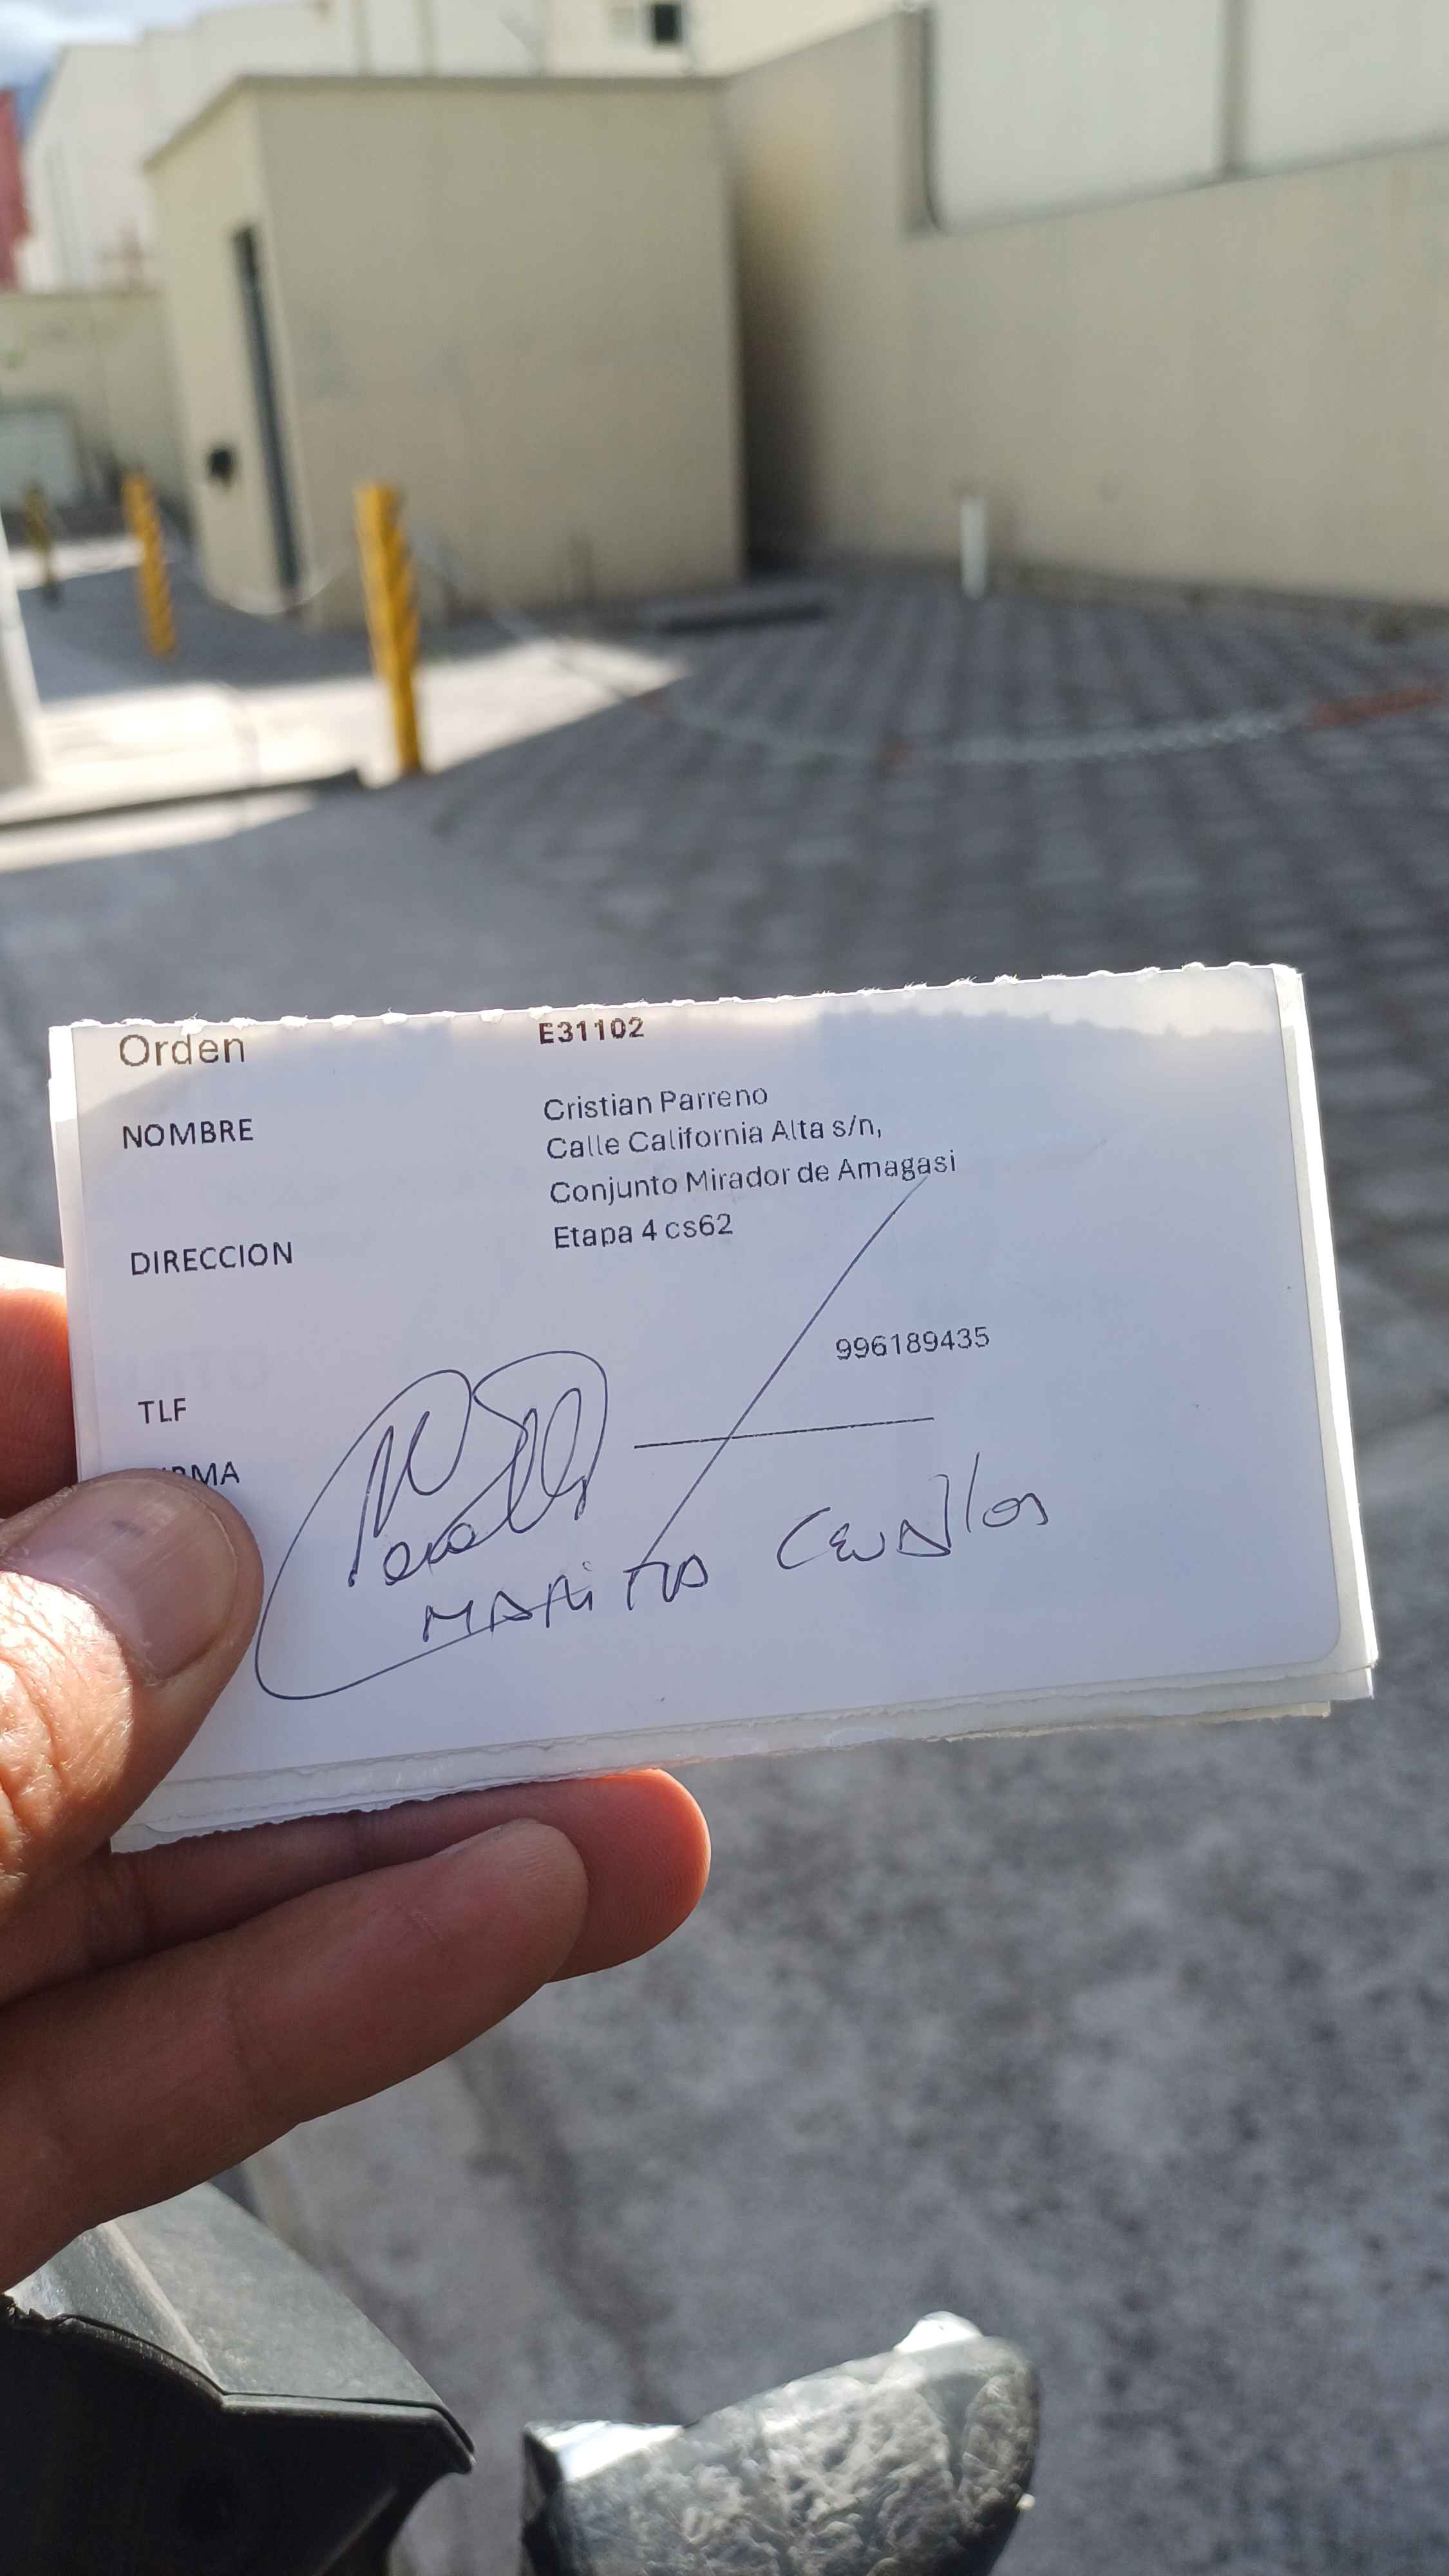 Orden E31102
NOMBRE Cristian Parreno
Calle California Alta s/n,
Conjunto Mirador de Amagasi
DIRECCION Etapa 4 cs62
TLF 996189435